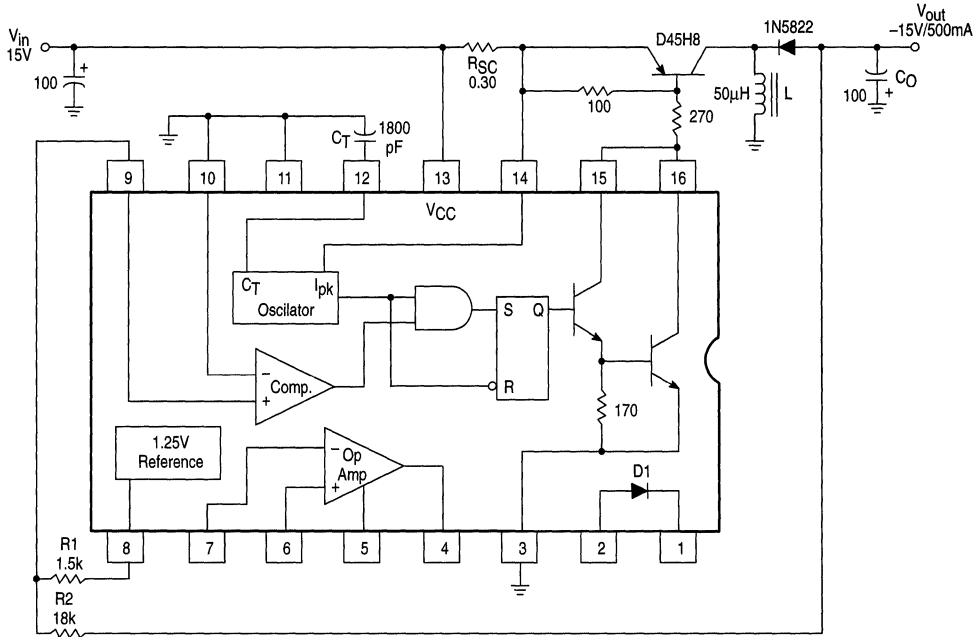 Vin
15V
100
+
RSC
0.30
D45H8
1N5822
Vout
–15V/500mA
100
270
50μH
L
CO
100
+
CT
1800
pF
9
10
11
12
13
14
15
16
VCC
CT
Ipk
Oscilator
S
Q
R
–
Comp.
+
170
1.25V
Reference
–
Op
Amp
+
D1
8
7
6
5
4
3
2
1
R1
1.5k
R2
18k